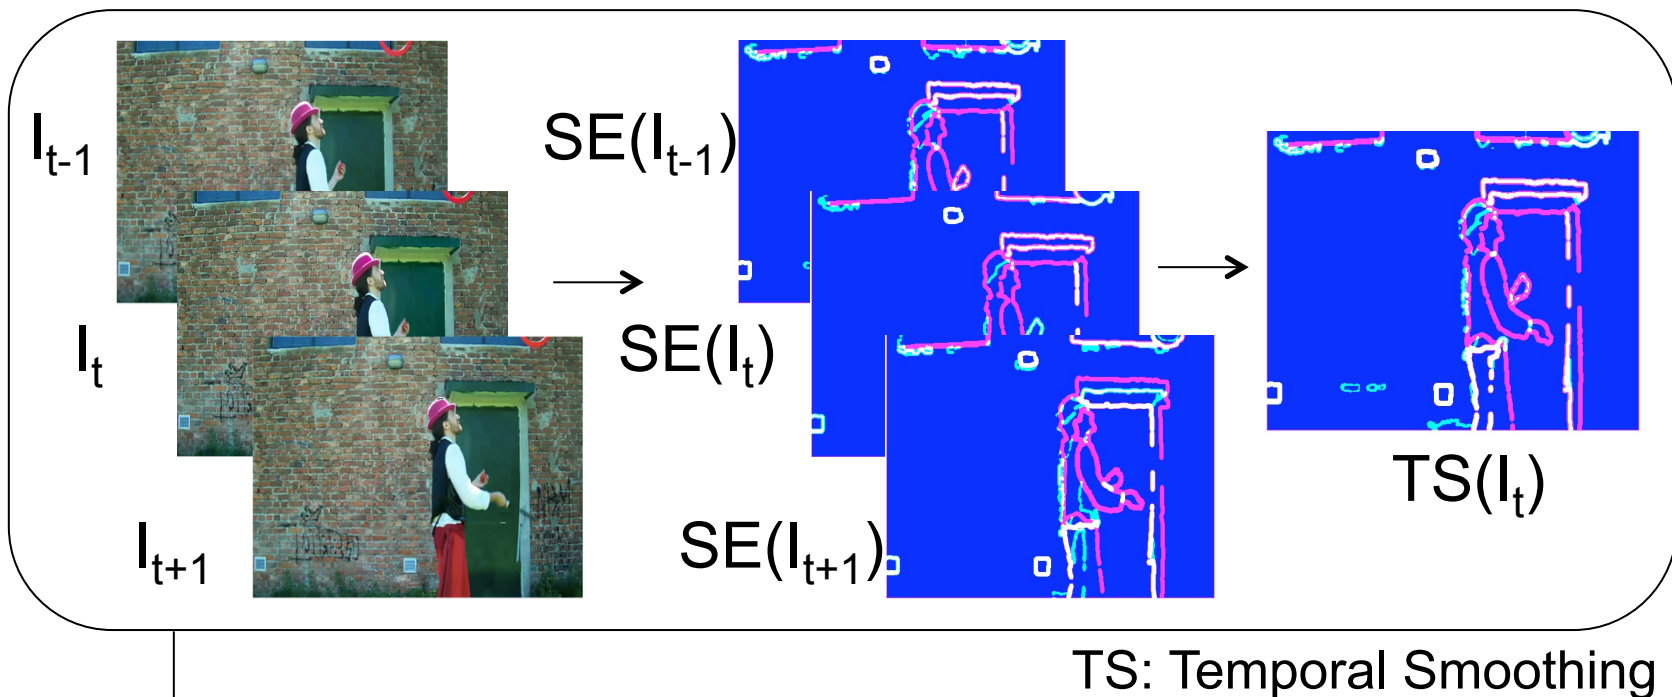 I_{t-1}
SE(I_{t-1})
I_t
SE(I_t)
TS(I_t)
I_{t+1}
SE(I_{t+1})
TS: Temporal Smoothing